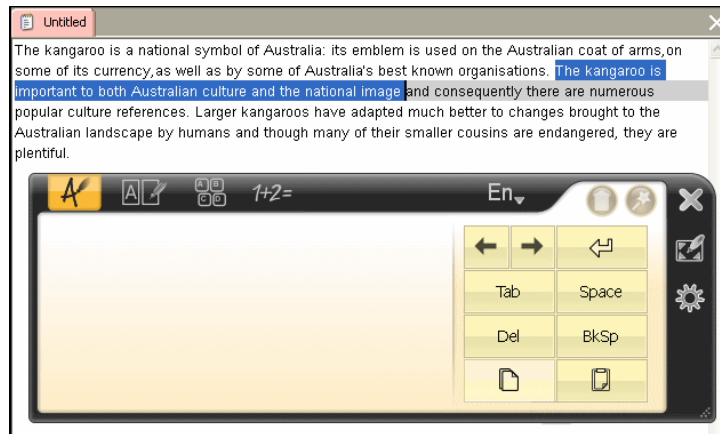 Untitled
The kangaroo is a national symbol of Australia: its emblem is used on the Australian coat of arms,on
some of its currency,as well as by some of Australia's best known organisations. The kangaroo is
important to both Australian culture and the national image and consequently there are numerous
popular culture references. Larger kangaroos have adapted much better to changes brought to the
Australian landscape by humans and though many of their smaller cousins are endangered, they are
plentiful.
A A A B C D 1+2= En
Tab Space
Del BkSp